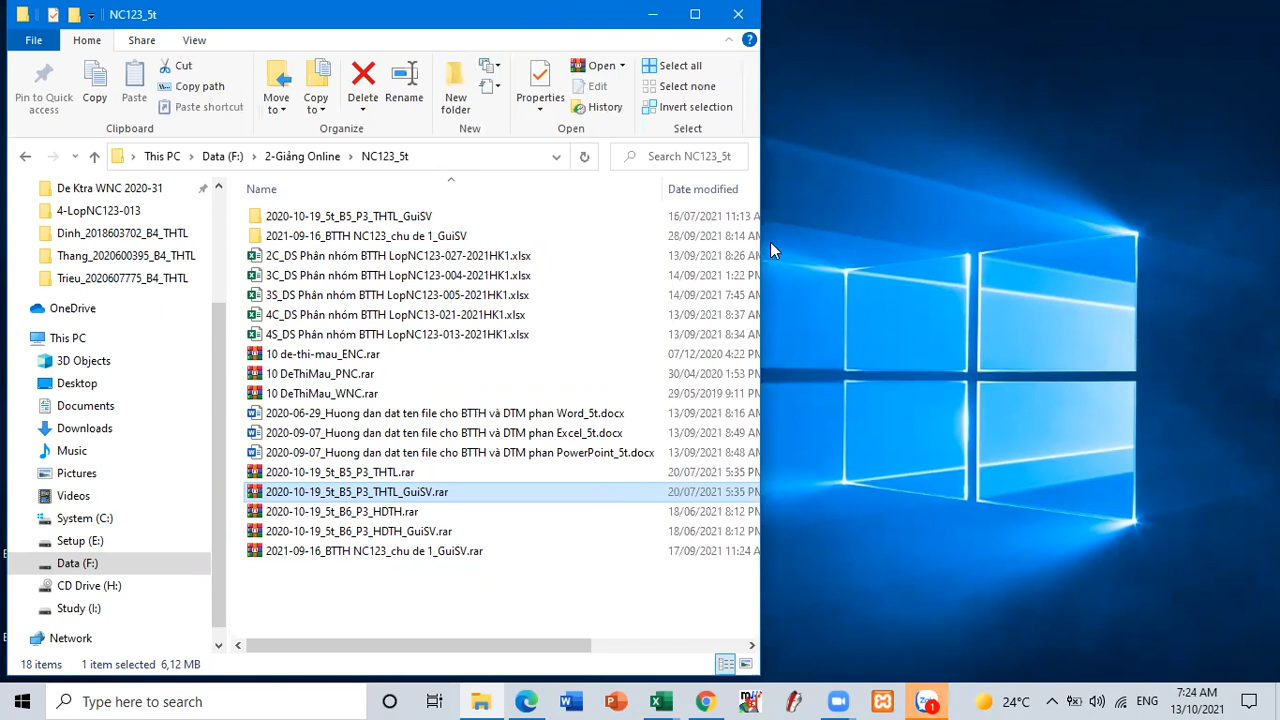 NC123_5t
File Home Share View
Pin to Quick access
Copy
Paste
Cut
Copy path
Paste shortcut
Clipboard
Move to
Copy to
Delete
Rename
Organize
New folder
New
Properties
Open
Edit
History
Open
Select all
Select none
Invert selection
Select
This PC > Data (F:) > 2-Giảng Online > NC123_5t
Search NC123_5t
De Ktra WNC 2020-31
4-LopNC123-013
Dinh_2018603702_B4_THTL
Thang_2020600395_B4_THTL
Trieu_2020607775_B4_THTL
OneDrive
This PC
3D Objects
Desktop
Documents
Downloads
Music
Pictures
Videos
System (C:)
Setup (E:)
Data (F:)
CD Drive (H:)
Study (I:)
Network
Name Date modified
2020-10-19_5t_B5_P3_THTL_GuiSV 16/07/2021 11:13 A
2021-09-16_BTTH NC123_chu de 1_GuiSV 28/09/2021 8:14 A
2C_DS Phân nhóm BTTH LopNC123-027-2021HK1.xlsx 13/09/2021 8:26 A
3C_DS Phân nhóm BTTH LopNC123-004-2021HK1.xlsx 14/09/2021 1:22 P
3S_DS Phân nhóm BTTH LopNC123-005-2021HK1.xlsx 14/09/2021 7:45 A
4C_DS Phân nhóm BTTH LopNC13-021-2021HK1.xlsx 13/09/2021 8:37 A
4S_DS Phân nhóm BTTH LopNC123-013-2021HK1.xlsx 13/09/2021 8:34 A
10 de-thi-mau_ENC.rar 07/12/2020 4:22 P
10 DeThiMau_PNC.rar 30/04/2020 1:53 P
10 DeThiMau_WNC.rar 29/05/2019 9:11 P
2020-06-29_Huong dan dat ten file cho BTTH và DTM phan Word_5t.docx 13/09/2021 8:16 A
2020-09-07_Huong dan dat ten file cho BTTH và DTM phan Excel_5t.docx 13/09/2021 8:49 A
2020-09-07_Huong dan dat ten file cho BTTH và DTM phan PowerPoint_5t.docx 13/09/2021 8:48 A
2020-10-19_5t_B5_P3_THTL.rar 20/07/2021 5:35 P
2020-10-19_5t_B5_P3_THTL_GuiSV.rar 20/07/2021 5:35 P
2020-10-19_5t_B6_P3_HDTH.rar 18/06/2021 8:12 P
2020-10-19_5t_B6_P3_HDTH_GuiSV.rar 18/06/2021 8:12 P
2021-09-16_BTTH NC123_chu de 1_GuiSV.rar 17/09/2021 11:24 A
18 items 1 item selected 6,12 MB
Type here to search
1
24°C
ENG
7:24 AM
13/10/2021